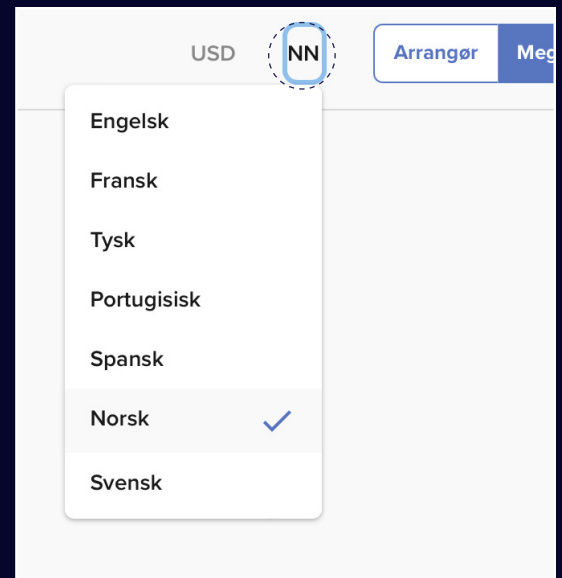 USD NN Arrangør Meg
Engelsk
Fransk
Tysk
Portugisisk
Spansk
Norsk
Svensk